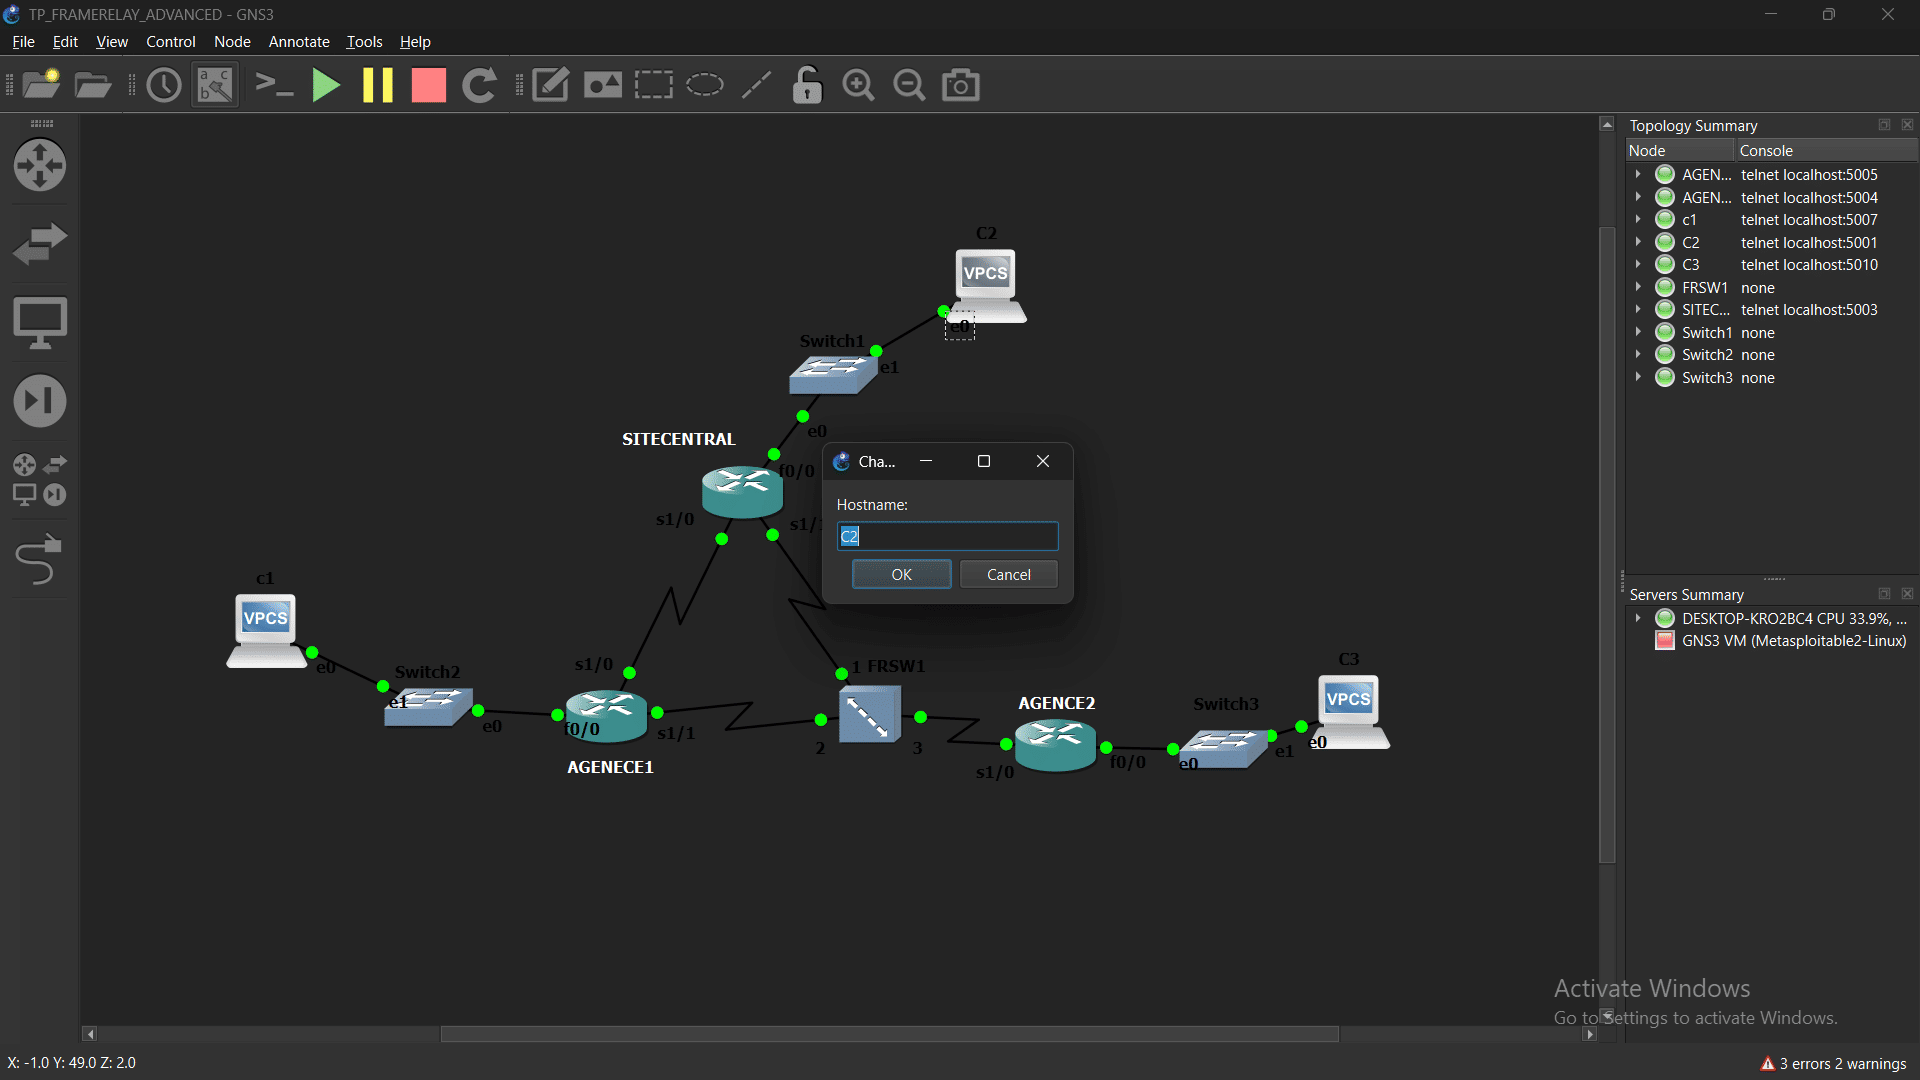 TP_FRAMERELAY_ADVANCED - GNS3
File Edit View Control Node Annotate Tools Help
Topology Summary
Node Console
AGEN... telnet localhost:5005
AGEN... telnet localhost:5004
c1 telnet localhost:5007
C2 telnet localhost:5001
C3 telnet localhost:5010
FRSW1 none
SITEC... telnet localhost:5003
Switch1 none
Switch2 none
Switch3 none
Servers Summary
DESKTOP-KRO2BC4 CPU 33.9%, ...
GNS3 VM (Metasploitable2-Linux)
C2
VPCS
e0
Switch1
e1
e0
SITECENTRAL
f0/0
s1/0
s1/1
Cha...
Hostname:
C2
OK Cancel
c1
VPCS
e0
Switch2
e1
e0
s1/0
f0/0
s1/1
AGENECE1
1 FRSW1
2
3
AGENCE2
s1/0
f0/0
Switch3
e0
e1
C3
VPCS
e0
Activate Windows
Go to Settings to activate Windows.
X: -1.0 Y: 49.0 Z: 2.0
3 errors 2 warnings